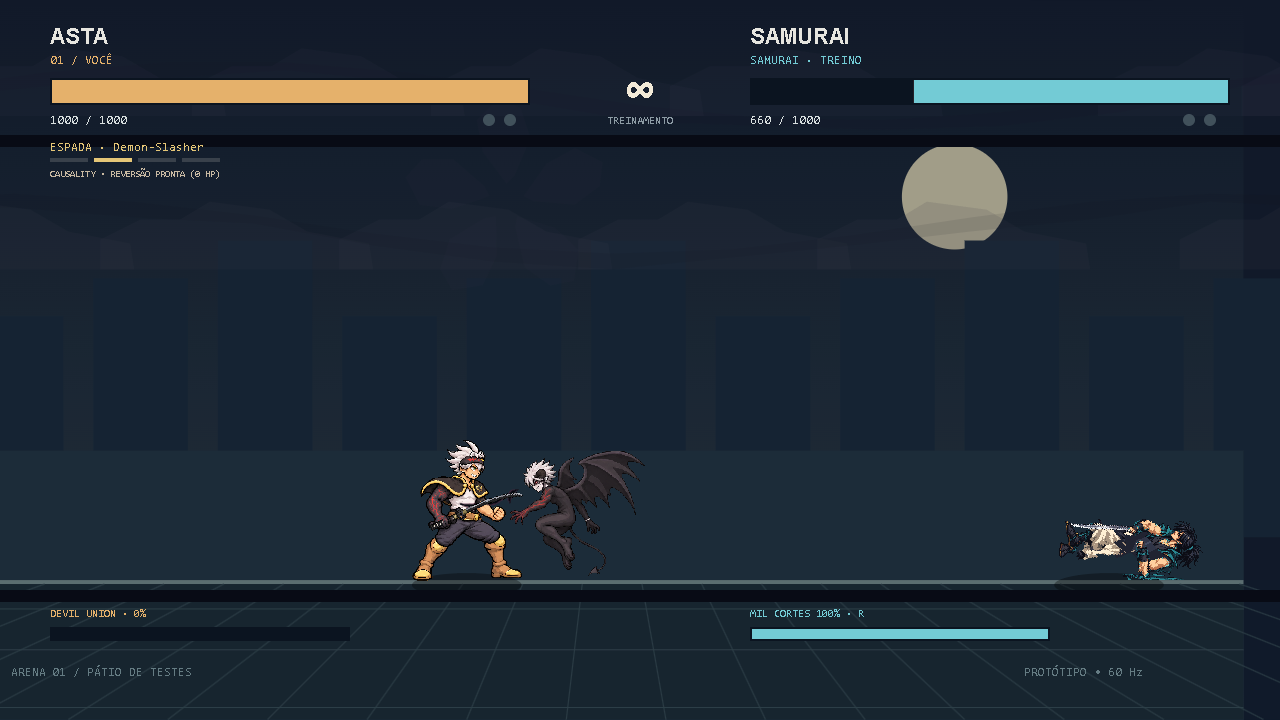 ASTA
01 / VOCÊ
1000 / 1000
ESPADA · Demon-Slasher
CAUSALITY · REVERSÃO PRONTA (0 HP)
∞
TREINAMENTO
SAMURAI
SAMURAI · TREINO
660 / 1000
DEVIL UNION · 0%
MIL CORTES 100% · R
ARENA 01 / PÁTIO DE TESTES
PROTÓTIPO • 60 Hz